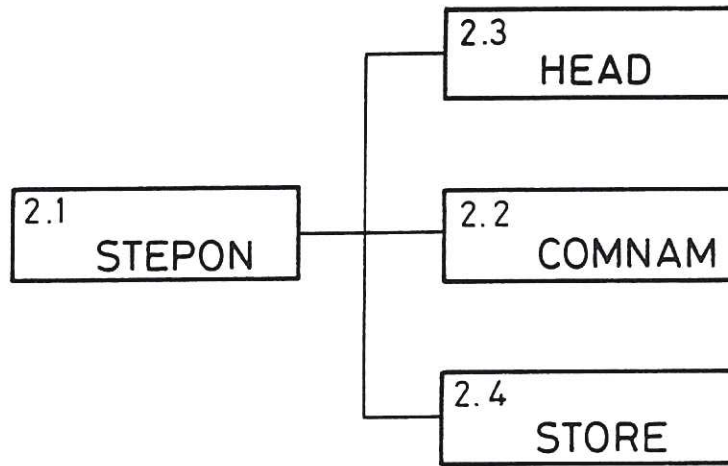 2.3
HEAD
2.1
STEPON
2.2
COMNAM
2.4
STORE